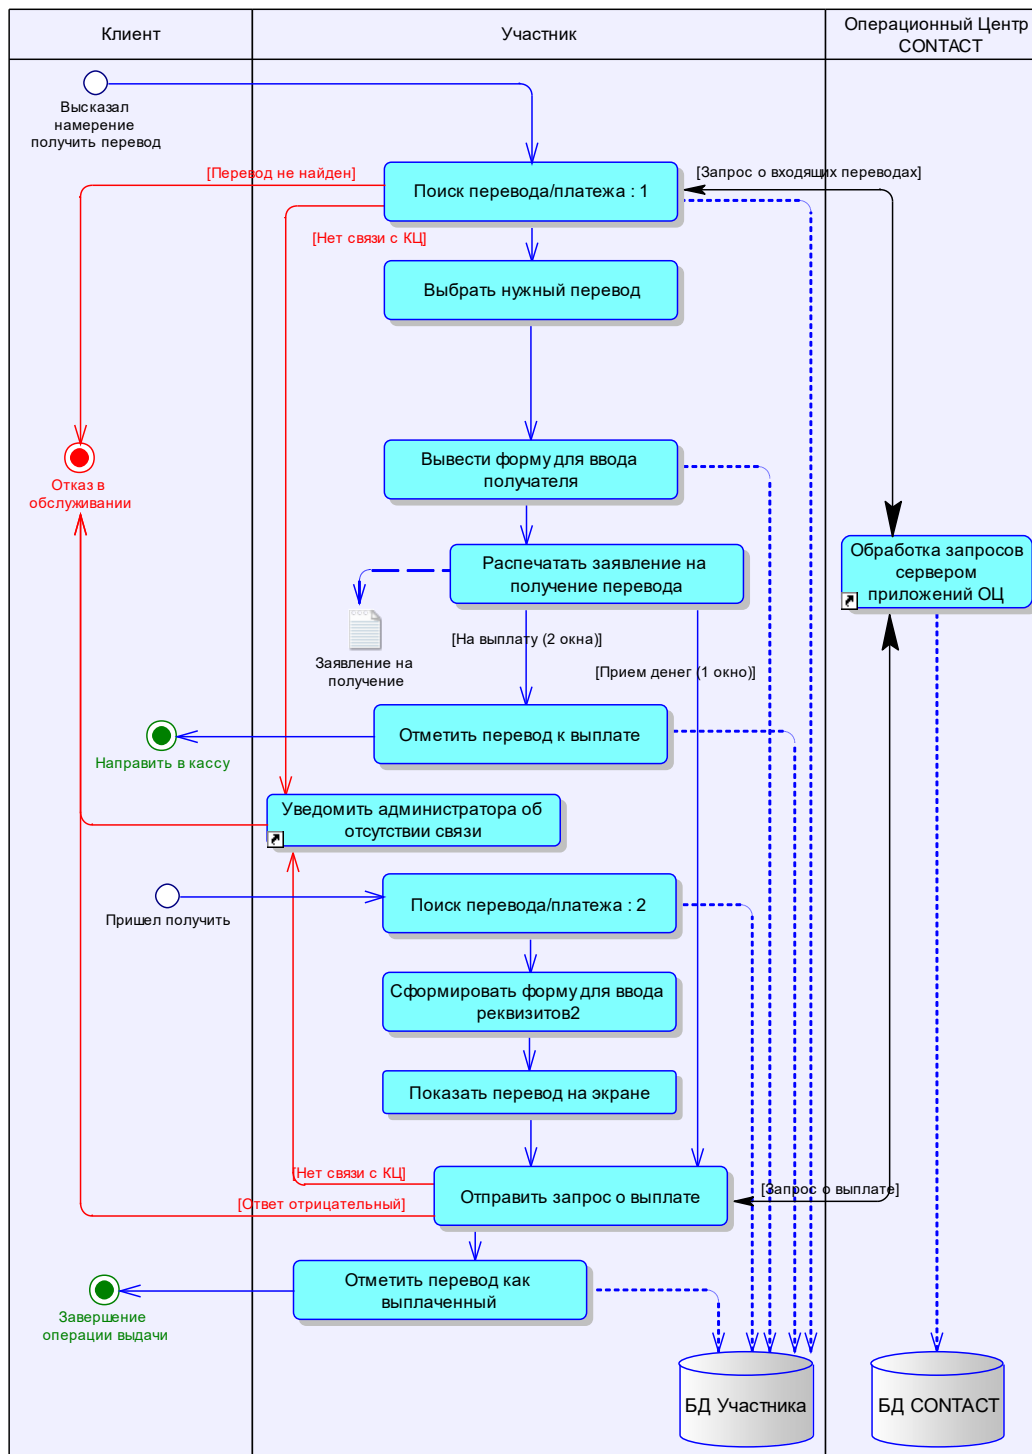 Клиент
Участник
Операционный Центр
CONTACT
Высказал
намерение
получить перевод
[Перевод не найден]
Поиск перевода/платежа : 1
[Запрос о входящих переводах]
[Нет связи с КЦ]
Выбрать нужный перевод
Вывести форму для ввода
получателя
Отказ в
обслуживании
Распечатать заявление на
получение перевода
Обработка запросов
сервером
приложений ОЦ
[На выплату (2 окна)]
Заявление на
получение
[Прием денег (1 окно)]
Отметить перевод к выплате
Направить в кассу
Уведомить администратора об
отсутствии связи
Поиск перевода/платежа : 2
Пришел получить
Сформировать форму для ввода
реквизитов2
Показать перевод на экране
[Нет связи с КЦ]
Отправить запрос о выплате
[Запрос о выплате]
[Ответ отрицательный]
Отметить перевод как
выплаченный
Завершение
операции выдачи
БД Участника
БД CONTACT